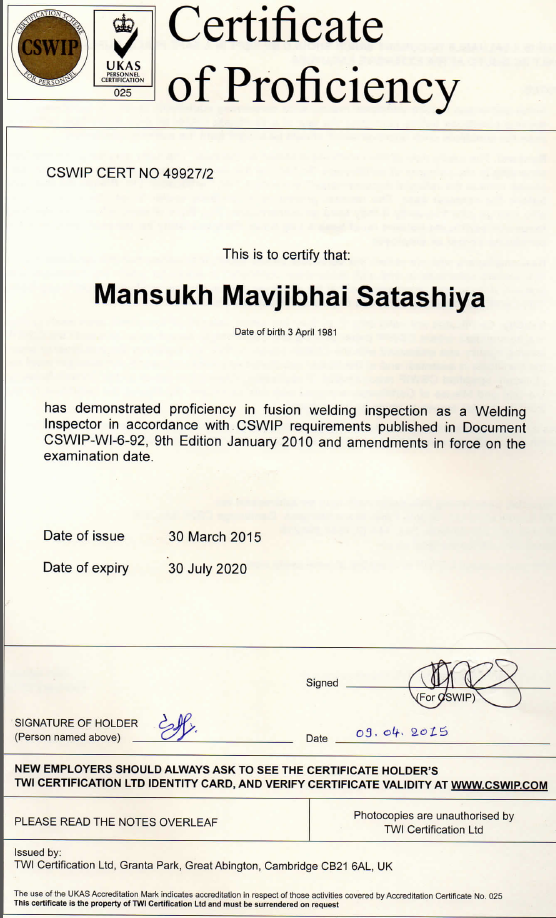 CERTIFICATION SCHEME
CSWIP
FOR PERSONNEL
UKAS
PERSONNEL
CERTIFICATION
025
Certificate
of Proficiency
CSWIP CERT NO 49927/2
This is to certify that:
Mansukh Mavjibhai Satashiya
Date of birth 3 April 1981
has demonstrated proficiency in fusion welding inspection as a Welding
Inspector in accordance with CSWIP requirements published in Document
CSWIP-WI-6-92, 9th Edition January 2010 and amendments in force on the
examination date.
Date of issue 30 March 2015
Date of expiry 30 July 2020
Signed
(For CSWIP)
SIGNATURE OF HOLDER
(Person named above)
Date 09.04.2015
NEW EMPLOYERS SHOULD ALWAYS ASK TO SEE THE CERTIFICATE HOLDER'S
TWI CERTIFICATION LTD IDENTITY CARD, AND VERIFY CERTIFICATE VALIDITY AT WWW.CSWIP.COM
PLEASE READ THE NOTES OVERLEAF
Photocopies are unauthorised by
TWI Certification Ltd
Issued by:
TWI Certification Ltd, Granta Park, Great Abington, Cambridge CB21 6AL, UK
The use of the UKAS Accreditation Mark indicates accreditation in respect of those activities covered by Accreditation Certificate No. 025
This certificate is the property of TWI Certification Ltd and must be surrendered on request